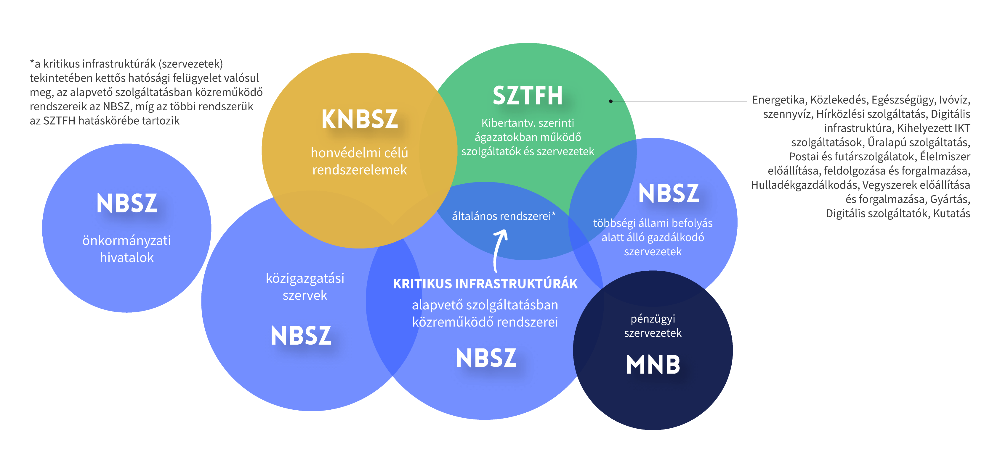 *a kritikus infrastruktúrák (szervezetek)
tekintetében kettős hatósági felügyelet valósul
meg, az alapvető szolgáltatásban közreműködő
rendszereik az NBSZ, míg az többi rendszerük
az SZTFH hatáskörébe tartozik
NBSZ
önkormányzati
hivatalok
KNBSZ
honvédelmi célú
rendszerelemek
SZTFH
Kibertantv. szerinti
ágazatokban működő
szolgáltatók és szervezetek
Energetika, Közlekedés, Egészségügy, Ivóvíz,
szennyvíz, Hírközlési szolgáltatás, Digitális
infrastruktúra, Kihelyezett IKT
szolgáltatások, Űralapú szolgáltatás,
Postai és futárszolgálatok, Élelmiszer
előállítása, feldolgozása és forgalmazása,
Hulladékgazdálkodás, Vegyszerek előállítása
és forgalmazása, Gyártás,
Digitális szolgáltatók, Kutatás
NBSZ
többségi állami befolyás
alatt álló gazdálkodó
szervezetek
általános rendszerei*
közigazgatási
szervek
NBSZ
KRITIKUS INFRASTRUKTÚRÁK
alapvető szolgáltatásban
közreműködő rendszerei
NBSZ
pénzügyi
szervezetek
MNB